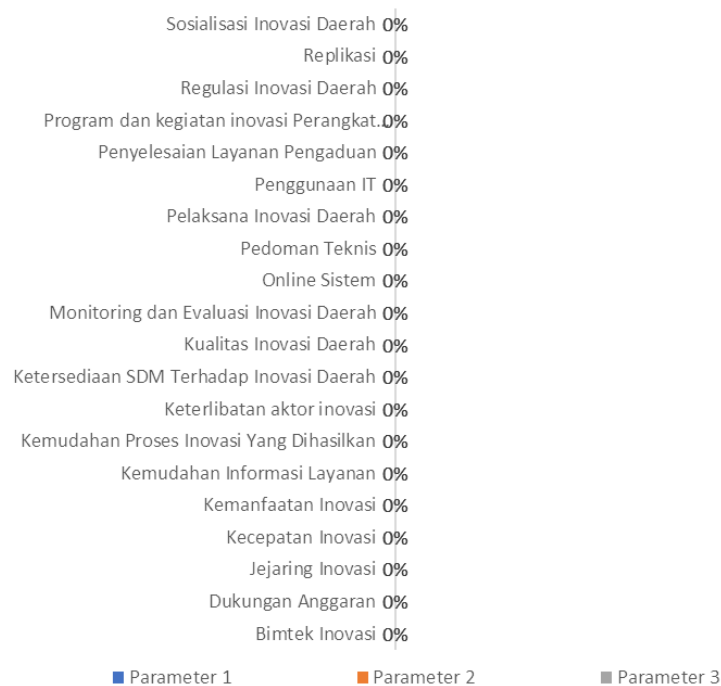 Sosialisasi Inovasi Daerah 0%
Replikasi 0%
Regulasi Inovasi Daerah 0%
Program dan kegiatan inovasi Perangkat... 0%
Penyelesaian Layanan Pengaduan 0%
Penggunaan IT 0%
Pelaksana Inovasi Daerah 0%
Pedoman Teknis 0%
Online Sistem 0%
Monitoring dan Evaluasi Inovasi Daerah 0%
Kualitas Inovasi Daerah 0%
Ketersediaan SDM Terhadap Inovasi Daerah 0%
Keterlibatan aktor inovasi 0%
Kemudahan Proses Inovasi Yang Dihasilkan 0%
Kemudahan Informasi Layanan 0%
Kemanfaatan Inovasi 0%
Kecepatan Inovasi 0%
Jejaring Inovasi 0%
Dukungan Anggaran 0%
Bimtek Inovasi 0%
Parameter 1 Parameter 2 Parameter 3